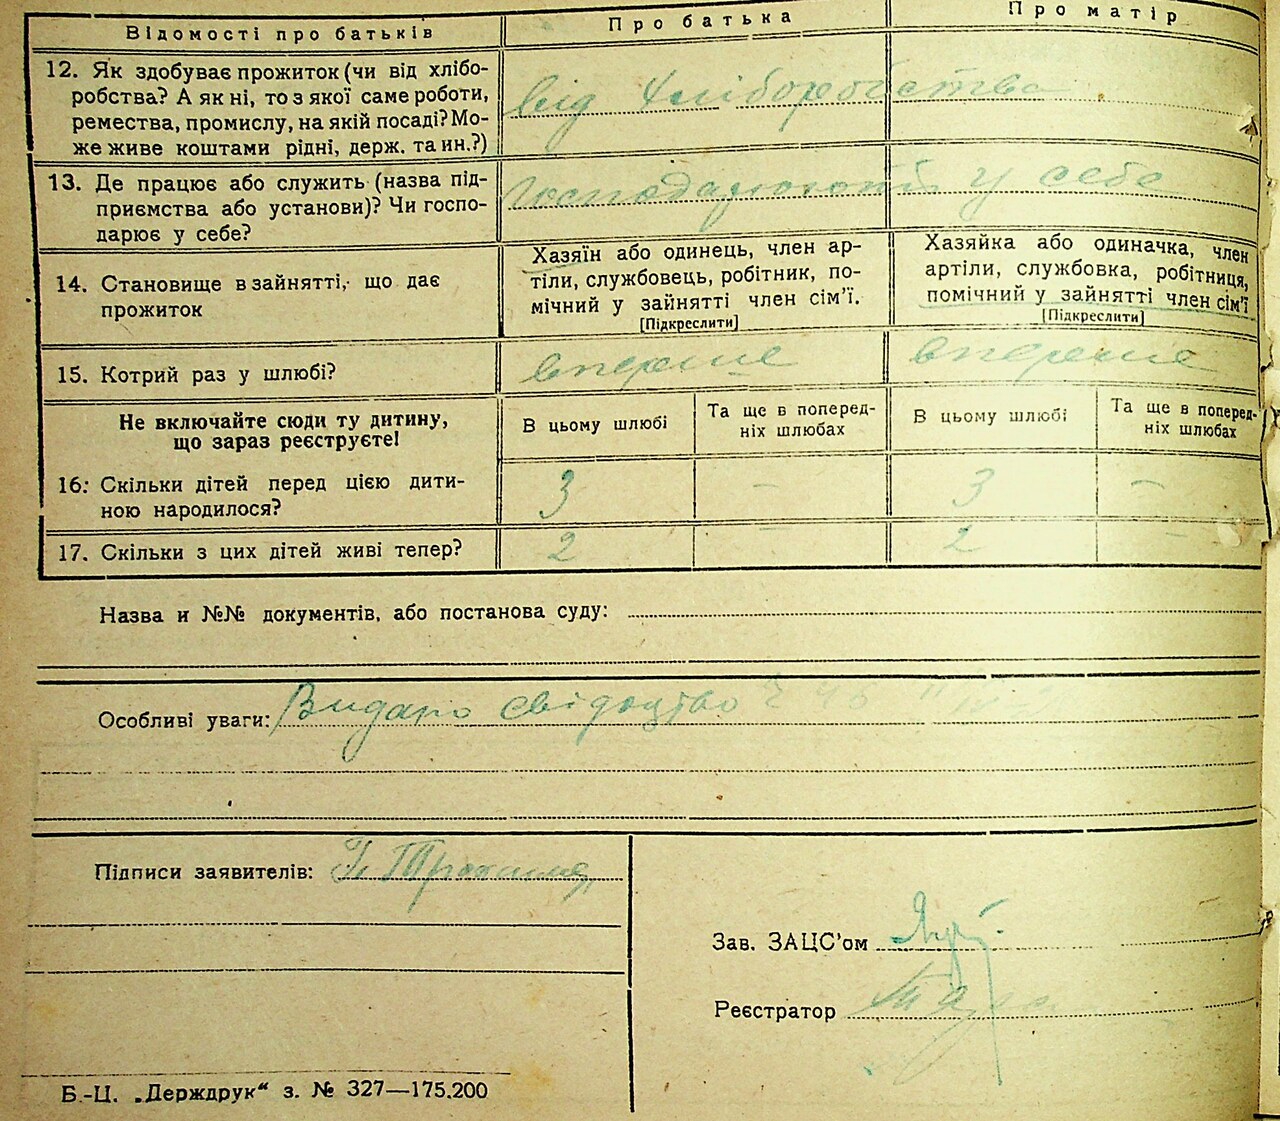 Відомості про батьків
Про батька
Про матір
12. Як здобуває прожиток (чи від хлібо-
робства? А як ні, то з якої саме роботи,
ремества, промислу, на якій посаді? Мо-
же живе коштами рідні, держ. та ин.?)
від хліборобства
13. Де працює або служить (назва під-
приємства або установи)? Чи госпо-
дарює у себе?
господарюють у себе
14. Становище в зайнятті, що дає
прожиток
Хазяїн або одинець, член ар-
тіли, службовець, робітник, по-
мічний у зайнятті член сім'ї.
[Підкреслити]
Хазяйка або одиначка, член
артіли, службовка, робітниця,
помічний у зайнятті член сім'ї
[Підкреслити]
15. Котрий раз у шлюбі?
вперше
вперше
Не включайте сюди ту дитину,
що зараз реєструєте!
В цьому шлюбі
Та ще в поперед-
ніх шлюбах
В цьому шлюбі
Та ще в поперед-
ніх шлюбах
16. Скільки дітей перед цією дити-
ною народилося?
3
–
3
–
17. Скільки з цих дітей живі тепер?
2
–
2
–
Назва и №№ документів, або постанова суду:
Особливі уваги: Видано свідоцтво
Підписи заявителів:
Зав. ЗАЦС'ом
Реєстратор
Б.-Ц. „Держдрук“ з. № 327—175.200